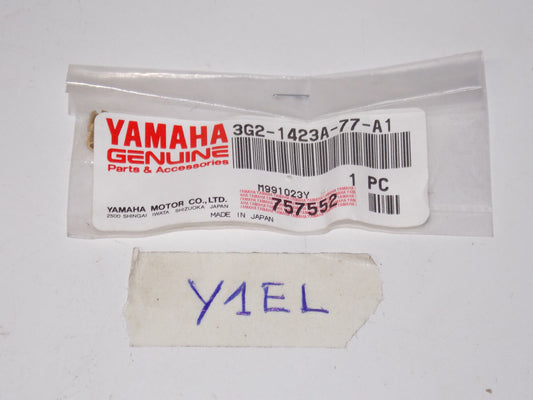 YAMAHA
GENUINE
Parts & Accessories
3G2-1423A-77-A1
M991023Y
1 PC
757552
YAMAHA MOTOR CO., LTD.
2500 SHINGAI IWATA SHIZUOKA JAPAN
MADE IN JAPAN
Y1EL